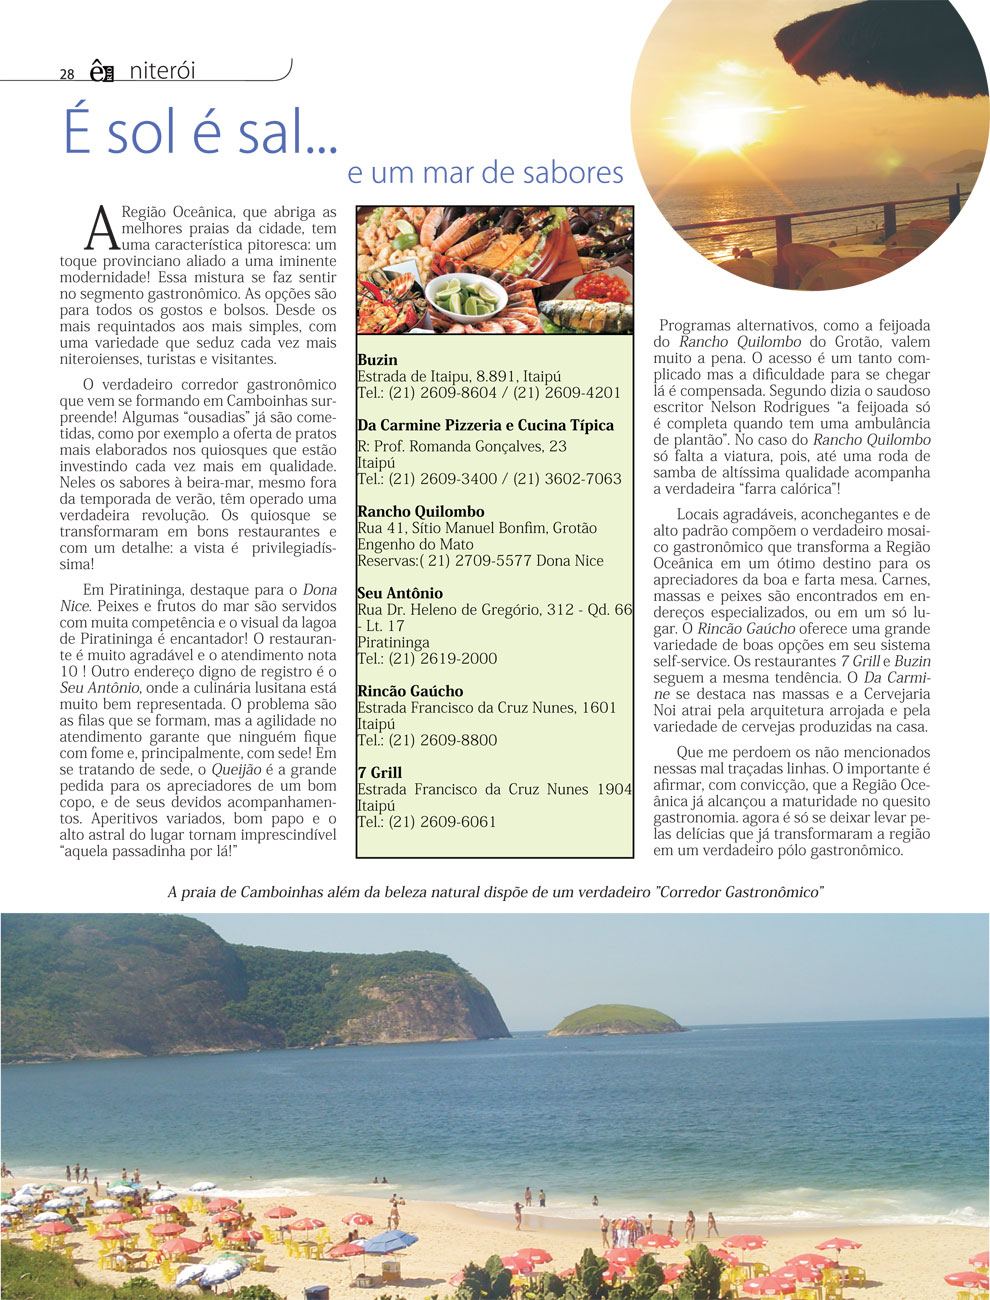 28 ê niterói
É sol é sal...
e um mar de sabores
A Região Oceânica, que abriga as
melhores praias da cidade, tem
uma característica pitoresca: um
toque provinciano aliado a uma iminente
modernidade! Essa mistura se faz sentir
no segmento gastronômico. As opções são
para todos os gostos e bolsos. Desde os
mais requintados aos mais simples, com
uma variedade que seduz cada vez mais
niteroienses, turistas e visitantes.
O verdadeiro corredor gastronômico
que vem se formando em Camboinhas sur-
preende! Algumas “ousadias” já são come-
tidas, como por exemplo a oferta de pratos
mais elaborados nos quiosques que estão
investindo cada vez mais em qualidade.
Neles os sabores à beira-mar, mesmo fora
da temporada de verão, têm operado uma
verdadeira revolução. Os quiosque se
transformaram em bons restaurantes e
com um detalhe: a vista é privilegiadís-
sima!
Em Piratininga, destaque para o Dona
Nice. Peixes e frutos do mar são servidos
com muita competência e o visual da lagoa
de Piratininga é encantador! O restauran-
te é muito agradável e o atendimento nota
10 ! Outro endereço digno de registro é o
Seu Antônio, onde a culinária lusitana está
muito bem representada. O problema são
as filas que se formam, mas a agilidade no
atendimento garante que ninguém fique
com fome e, principalmente, com sede! Em
se tratando de sede, o Queijão é a grande
pedida para os apreciadores de um bom
copo, e de seus devidos acompanhamen-
tos. Aperitivos variados, bom papo e o
alto astral do lugar tornam imprescindível
“aquela passadinha por lá!”
Buzin
Estrada de Itaipu, 8.891, Itaipú
Tel.: (21) 2609-8604 / (21) 2609-4201
Da Carmine Pizzeria e Cucina Típica
R: Prof. Romanda Gonçalves, 23
Itaipú
Tel.: (21) 2609-3400 / (21) 3602-7063
Rancho Quilombo
Rua 41, Sítio Manuel Bonfim, Grotão
Engenho do Mato
Reservas:( 21) 2709-5577 Dona Nice
Seu Antônio
Rua Dr. Heleno de Gregório, 312 - Qd. 66
- Lt. 17
Piratininga
Tel.: (21) 2619-2000
Rincão Gaúcho
Estrada Francisco da Cruz Nunes, 1601
Itaipú
Tel.: (21) 2609-8800
7 Grill
Estrada Francisco da Cruz Nunes 1904
Itaipú
Tel.: (21) 2609-6061
Programas alternativos, como a feijoada
do Rancho Quilombo do Grotão, valem
muito a pena. O acesso é um tanto com-
plicado mas a dificuldade para se chegar
lá é compensada. Segundo dizia o saudoso
escritor Nelson Rodrigues “a feijoada só
é completa quando tem uma ambulância
de plantão”. No caso do Rancho Quilombo
só falta a viatura, pois, até uma roda de
samba de altíssima qualidade acompanha
a verdadeira “farra calórica”!
Locais agradáveis, aconchegantes e de
alto padrão compõem o verdadeiro mosai-
co gastronômico que transforma a Região
Oceânica em um ótimo destino para os
apreciadores da boa e farta mesa. Carnes,
massas e peixes são encontrados em en-
dereços especializados, ou em um só lu-
gar. O Rincão Gaúcho oferece uma grande
variedade de boas opções em seu sistema
self-service. Os restaurantes 7 Grill e Buzin
seguem a mesma tendência. O Da Carmi-
ne se destaca nas massas e a Cervejaria
Noi atrai pela arquitetura arrojada e pela
variedade de cervejas produzidas na casa.
Que me perdoem os não mencionados
nessas mal traçadas linhas. O importante é
afirmar, com convicção, que a Região Oce-
ânica já alcançou a maturidade no quesito
gastronomia. agora é só se deixar levar pe-
las delícias que já transformaram a região
em um verdadeiro pólo gastronômico.
A praia de Camboinhas além da beleza natural dispõe de um verdadeiro "Corredor Gastronômico”